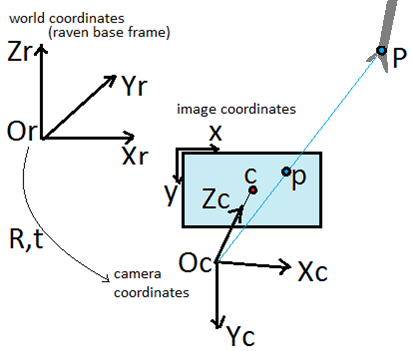 world coordinates
(raven base frame)
Zr
Yr
Or
Xr
P
image coordinates
x
y
c
p
Zc
R,t
Oc
Xc
camera
coordinates
Yc